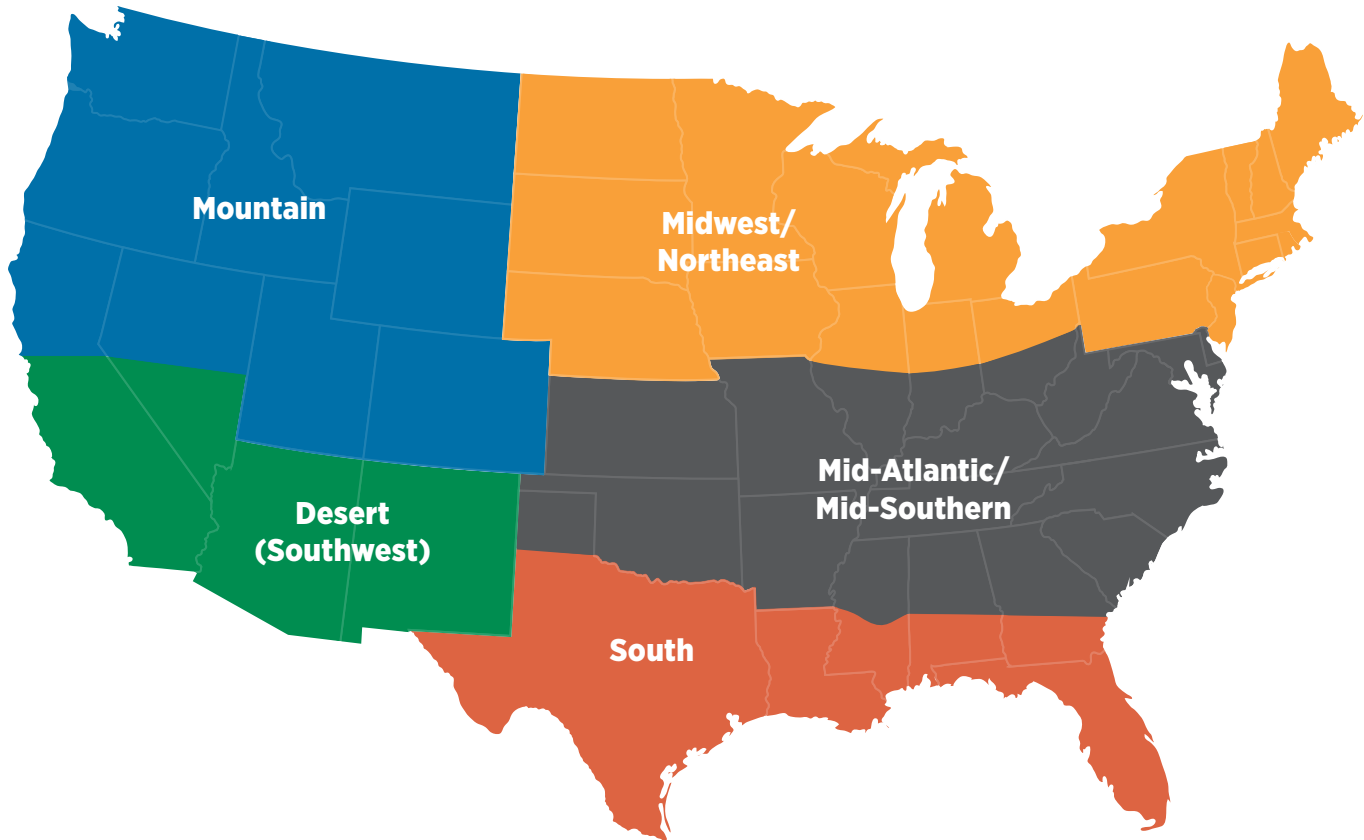 Mountain
Midwest/
Northeast
Mid-Atlantic/
Mid-Southern
Desert
(Southwest)
South